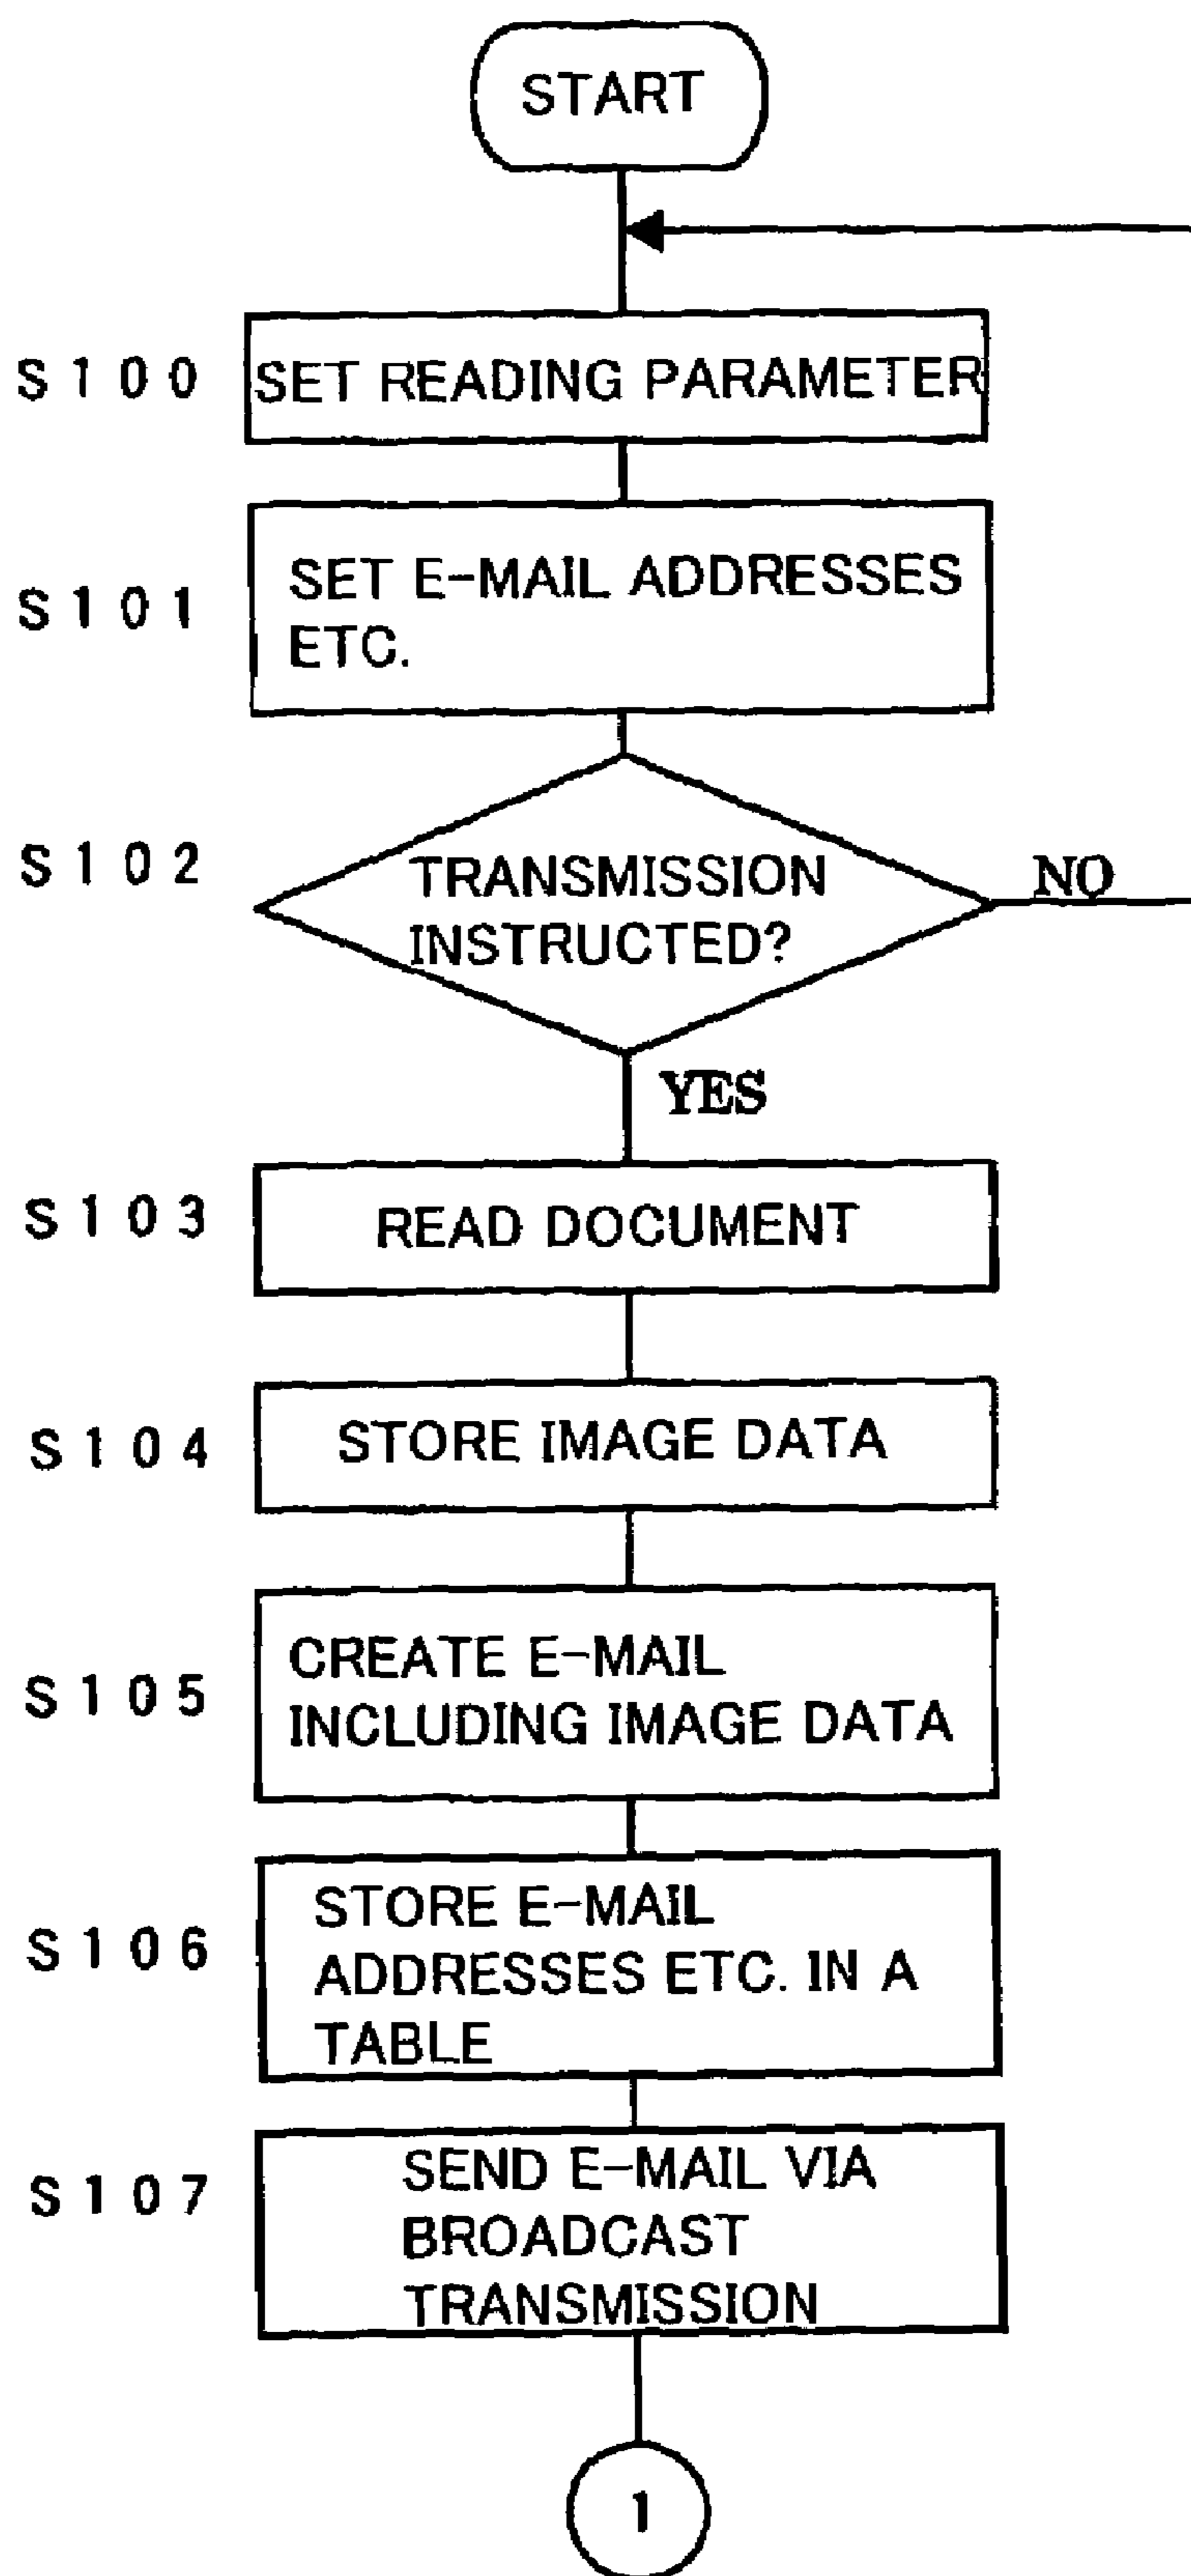 START
S100
SET READING PARAMETER
S101
SET E-MAIL ADDRESSES
ETC.
S102
TRANSMISSION
INSTRUCTED?
NO
YES
S103
READ DOCUMENT
S104
STORE IMAGE DATA
S105
CREATE E-MAIL
INCLUDING IMAGE DATA
S106
STORE E-MAIL
ADDRESSES ETC. IN A
TABLE
S107
SEND E-MAIL VIA
BROADCAST
TRANSMISSION
1